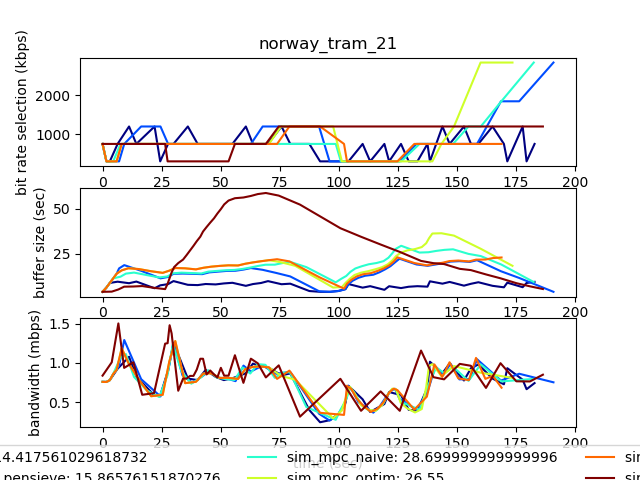 norway_tram_21
bit rate selection (kbps)
2000
1000
0 25 50 75 100 125 150 175 200
buffer size (sec)
50
25
0 25 50 75 100 125 150 175 200
bandwidth (mbps)
1.5
1.0
0.5
0 25 50 75 100 125 150 175 200
time (sec)
4.417561029618732 sim_mpc_naive: 28.699999999999996 sir
pensieve: 15.86576151870276 sim_mpc_optim: 26.55 sir